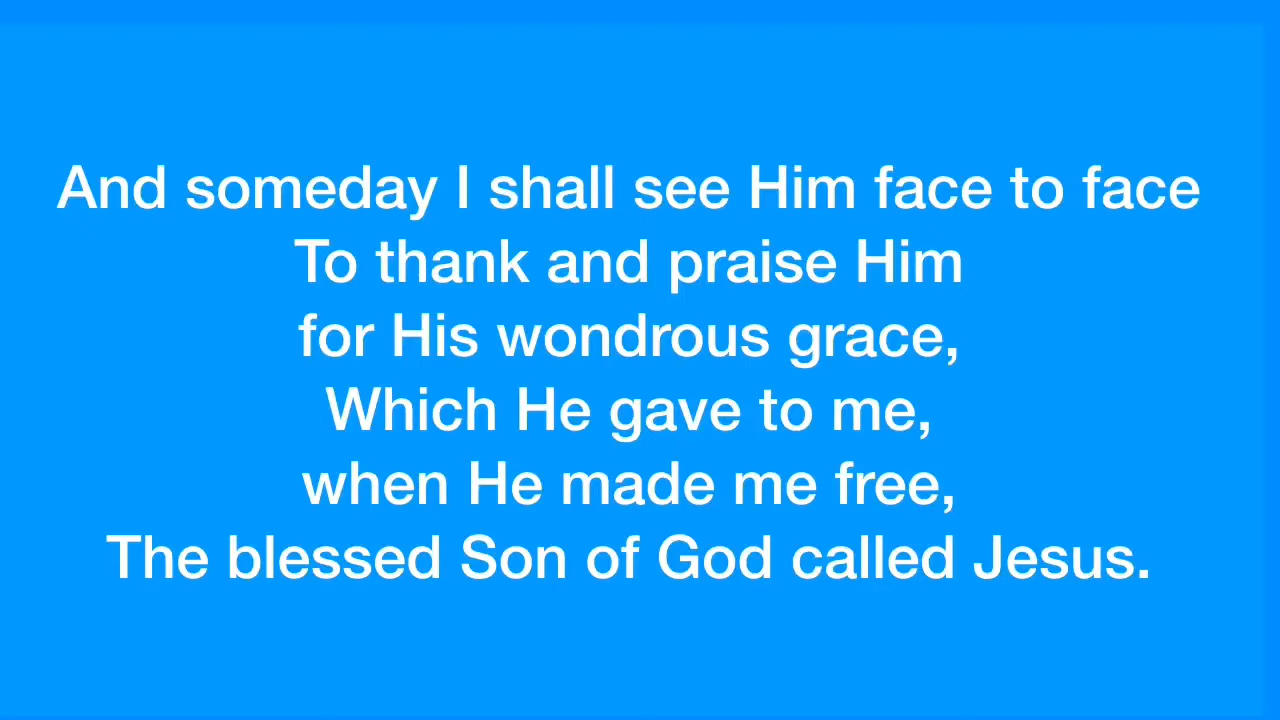 And someday I shall see Him face to face
To thank and praise Him
for His wondrous grace,
Which He gave to me,
when He made me free,
The blessed Son of God called Jesus.